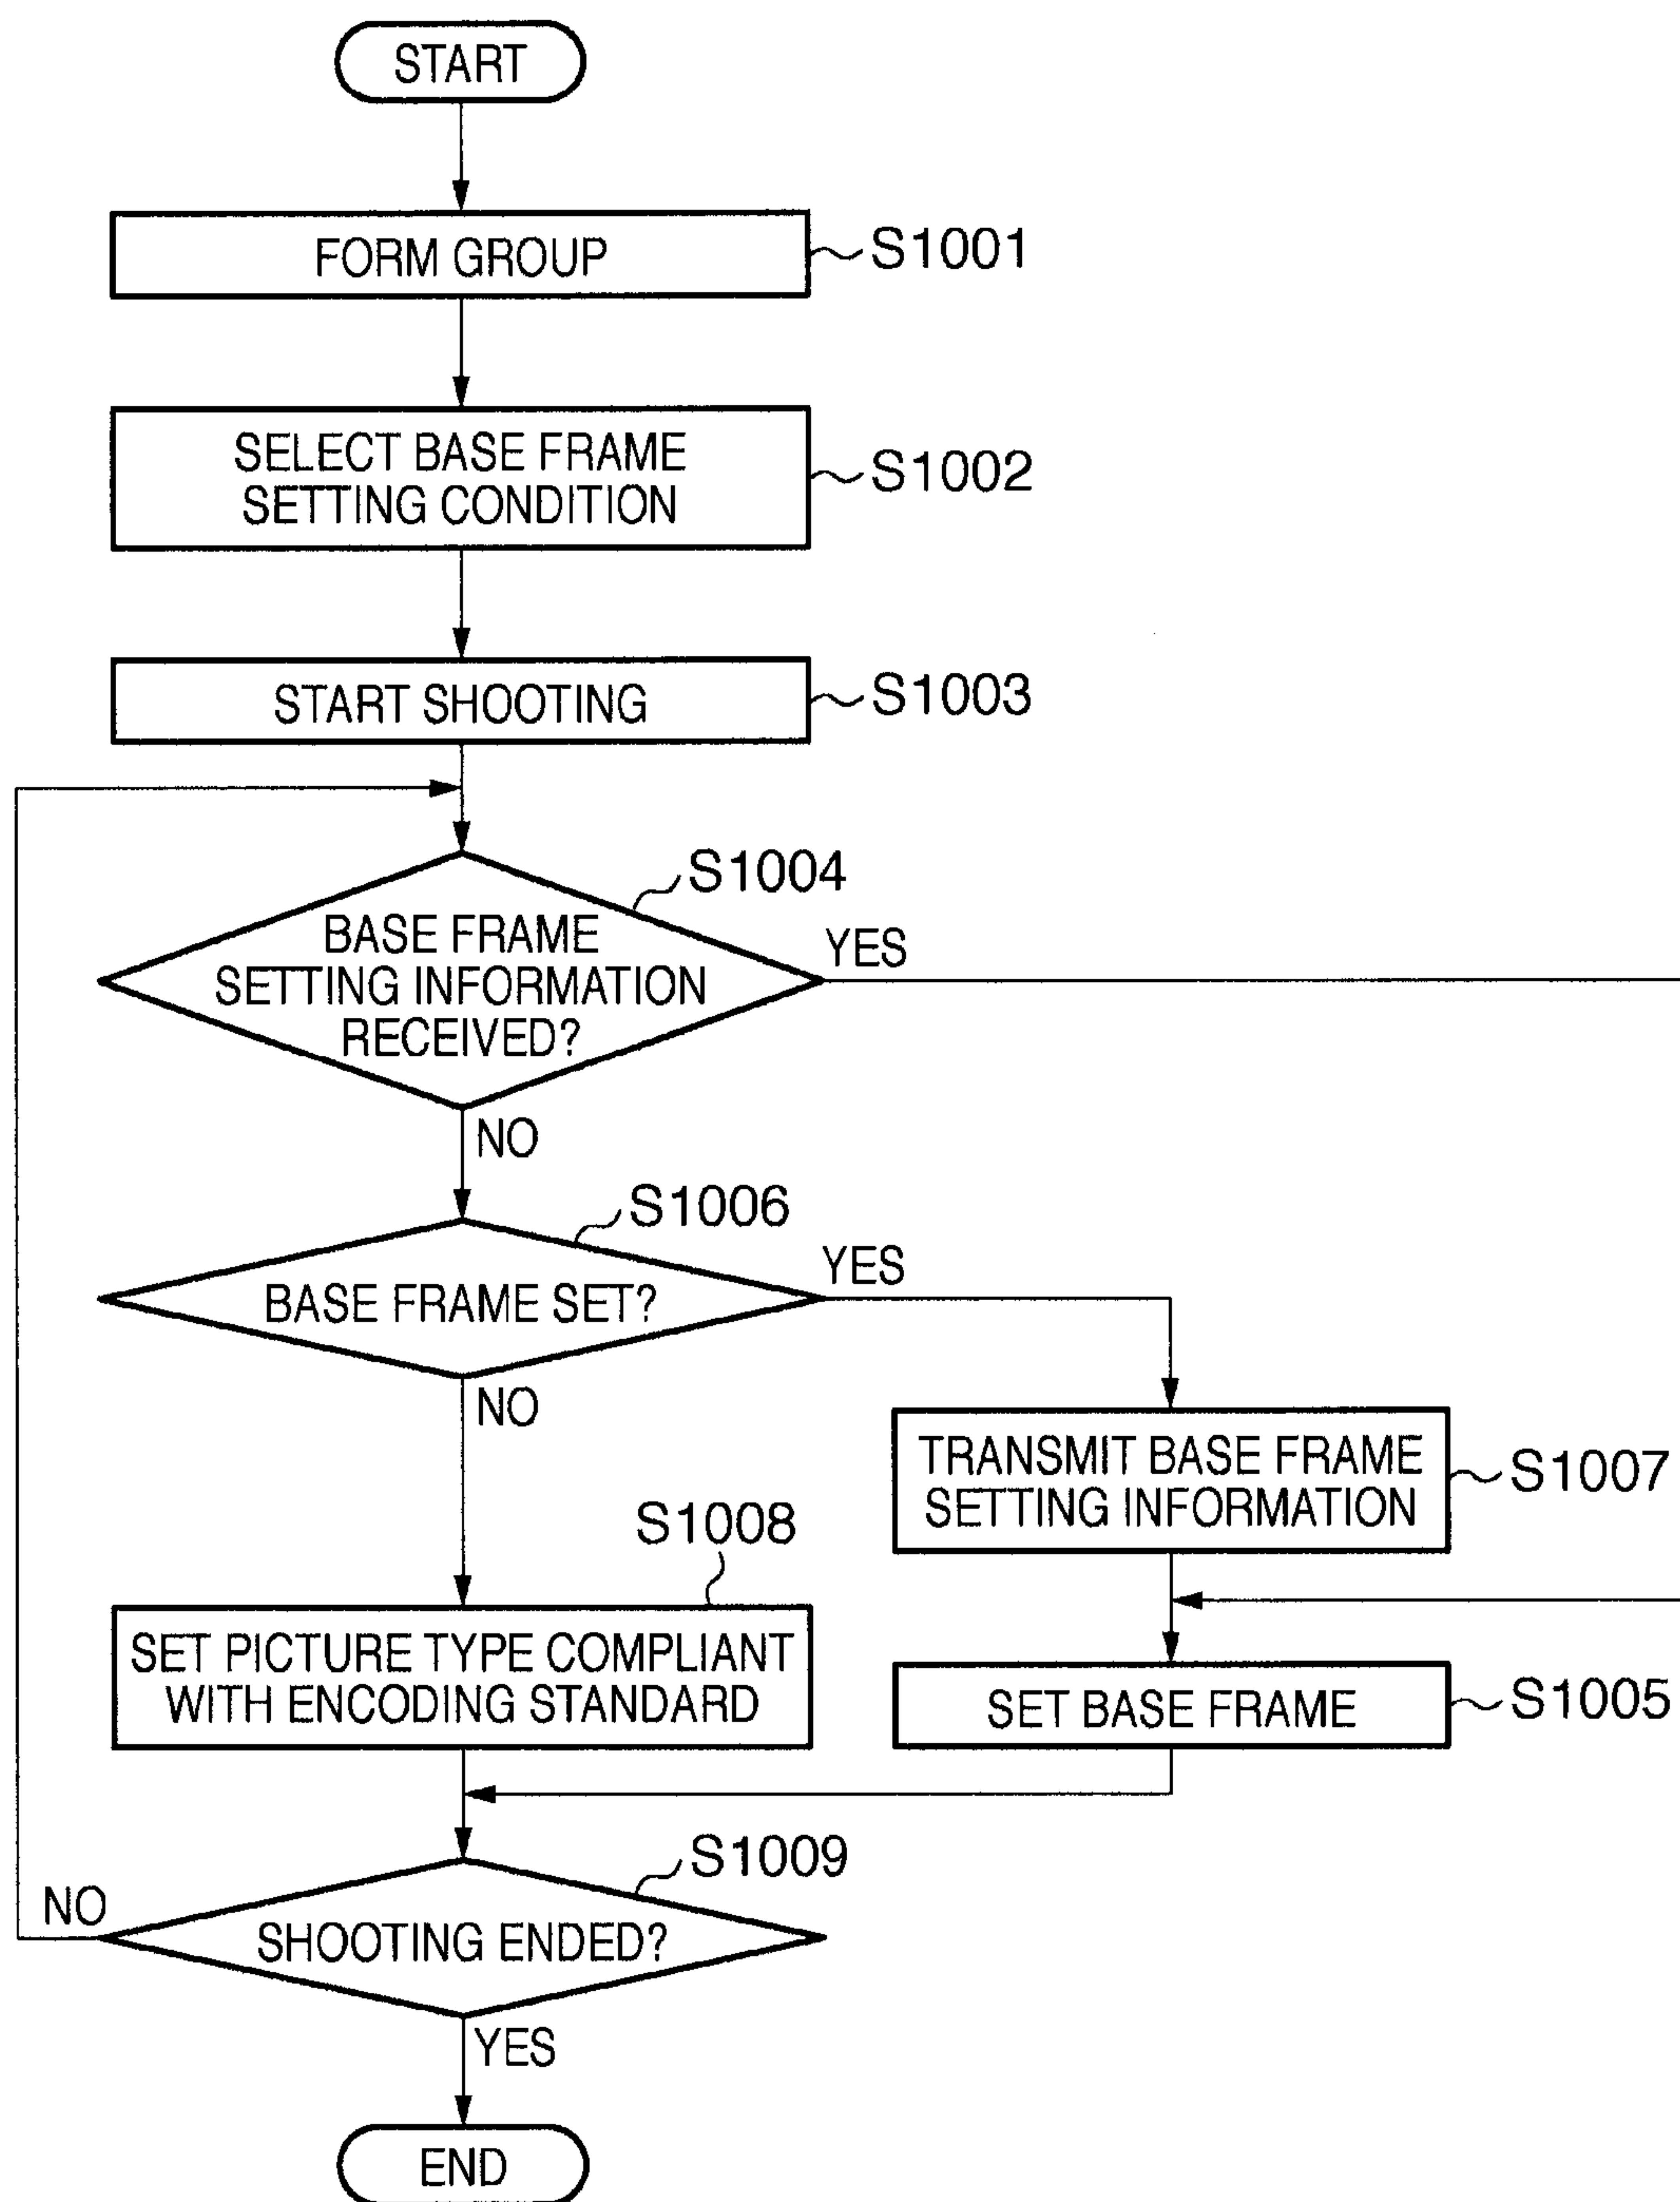 START
FORM GROUP
S1001
SELECT BASE FRAME
SETTING CONDITION
S1002
START SHOOTING
S1003
S1004
BASE FRAME
SETTING INFORMATION
RECEIVED?
YES
NO
S1006
BASE FRAME SET?
YES
NO
TRANSMIT BASE FRAME
SETTING INFORMATION
S1007
S1008
SET PICTURE TYPE COMPLIANT
WITH ENCODING STANDARD
SET BASE FRAME
S1005
S1009
SHOOTING ENDED?
NO
YES
END